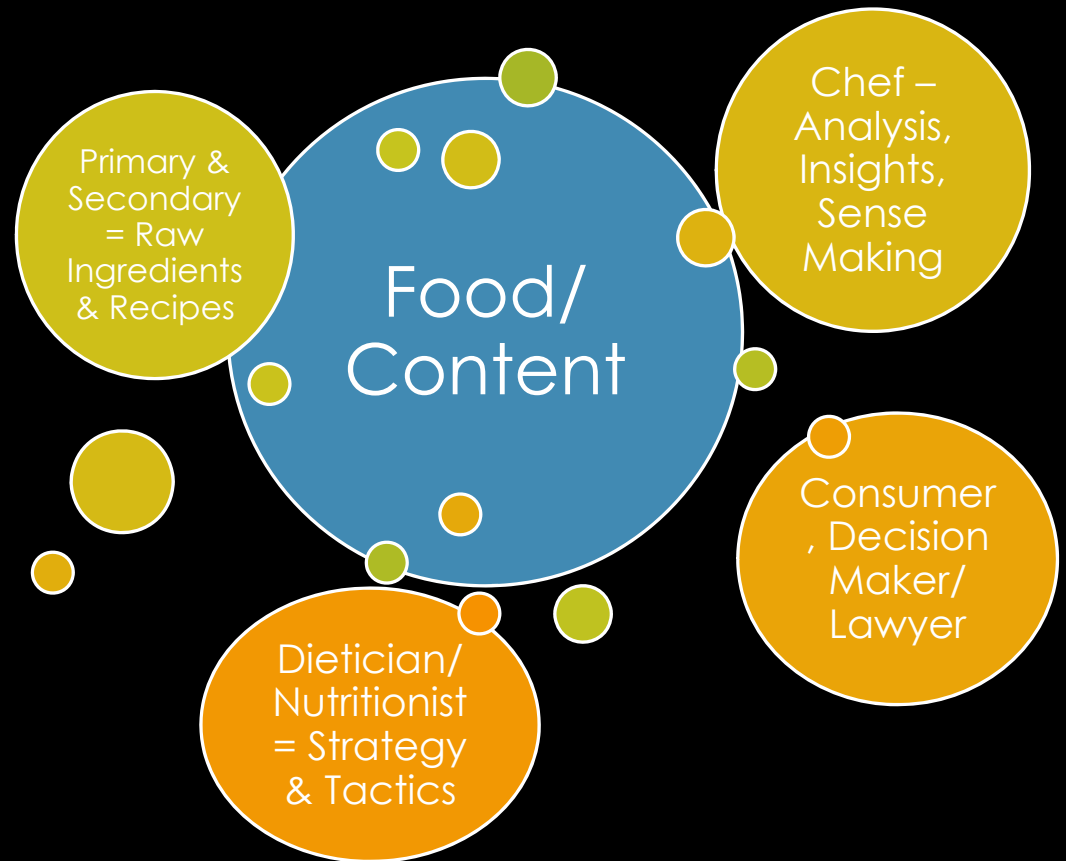 Primary &
Secondary
= Raw
Ingredients
& Recipes
Food/
Content
Chef –
Analysis,
Insights,
Sense
Making
Consumer
, Decision
Maker/
Lawyer
Dietician/
Nutritionist
= Strategy
& Tactics